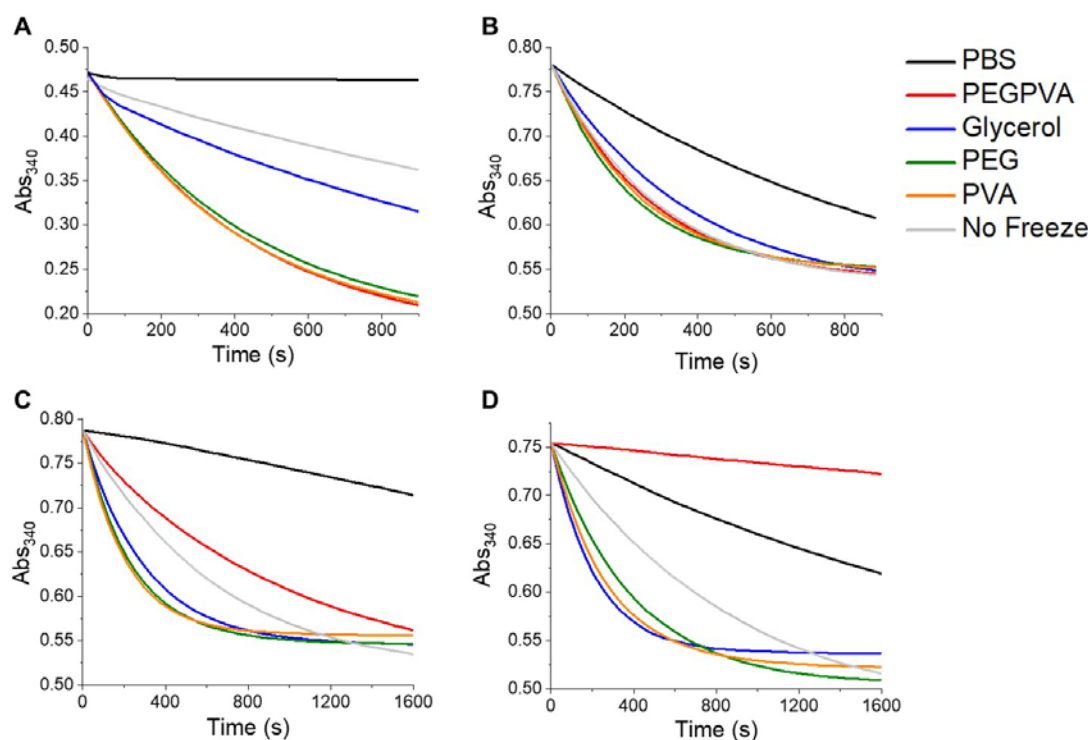 A
Abs340
0.50
0.45
0.40
0.35
0.30
0.25
0.20
0 200 400 600 800
Time (s)
B
Abs340
0.80
0.75
0.70
0.65
0.60
0.55
0.50
0 200 400 600 800
Time (s)
PBS
PEGPVA
Glycerol
PEG
PVA
No Freeze
C
Abs340
0.80
0.75
0.70
0.65
0.60
0.55
0.50
0 400 800 1200 1600
Time (s)
D
Abs340
0.75
0.70
0.65
0.60
0.55
0.50
0 400 800 1200 1600
Time (s)